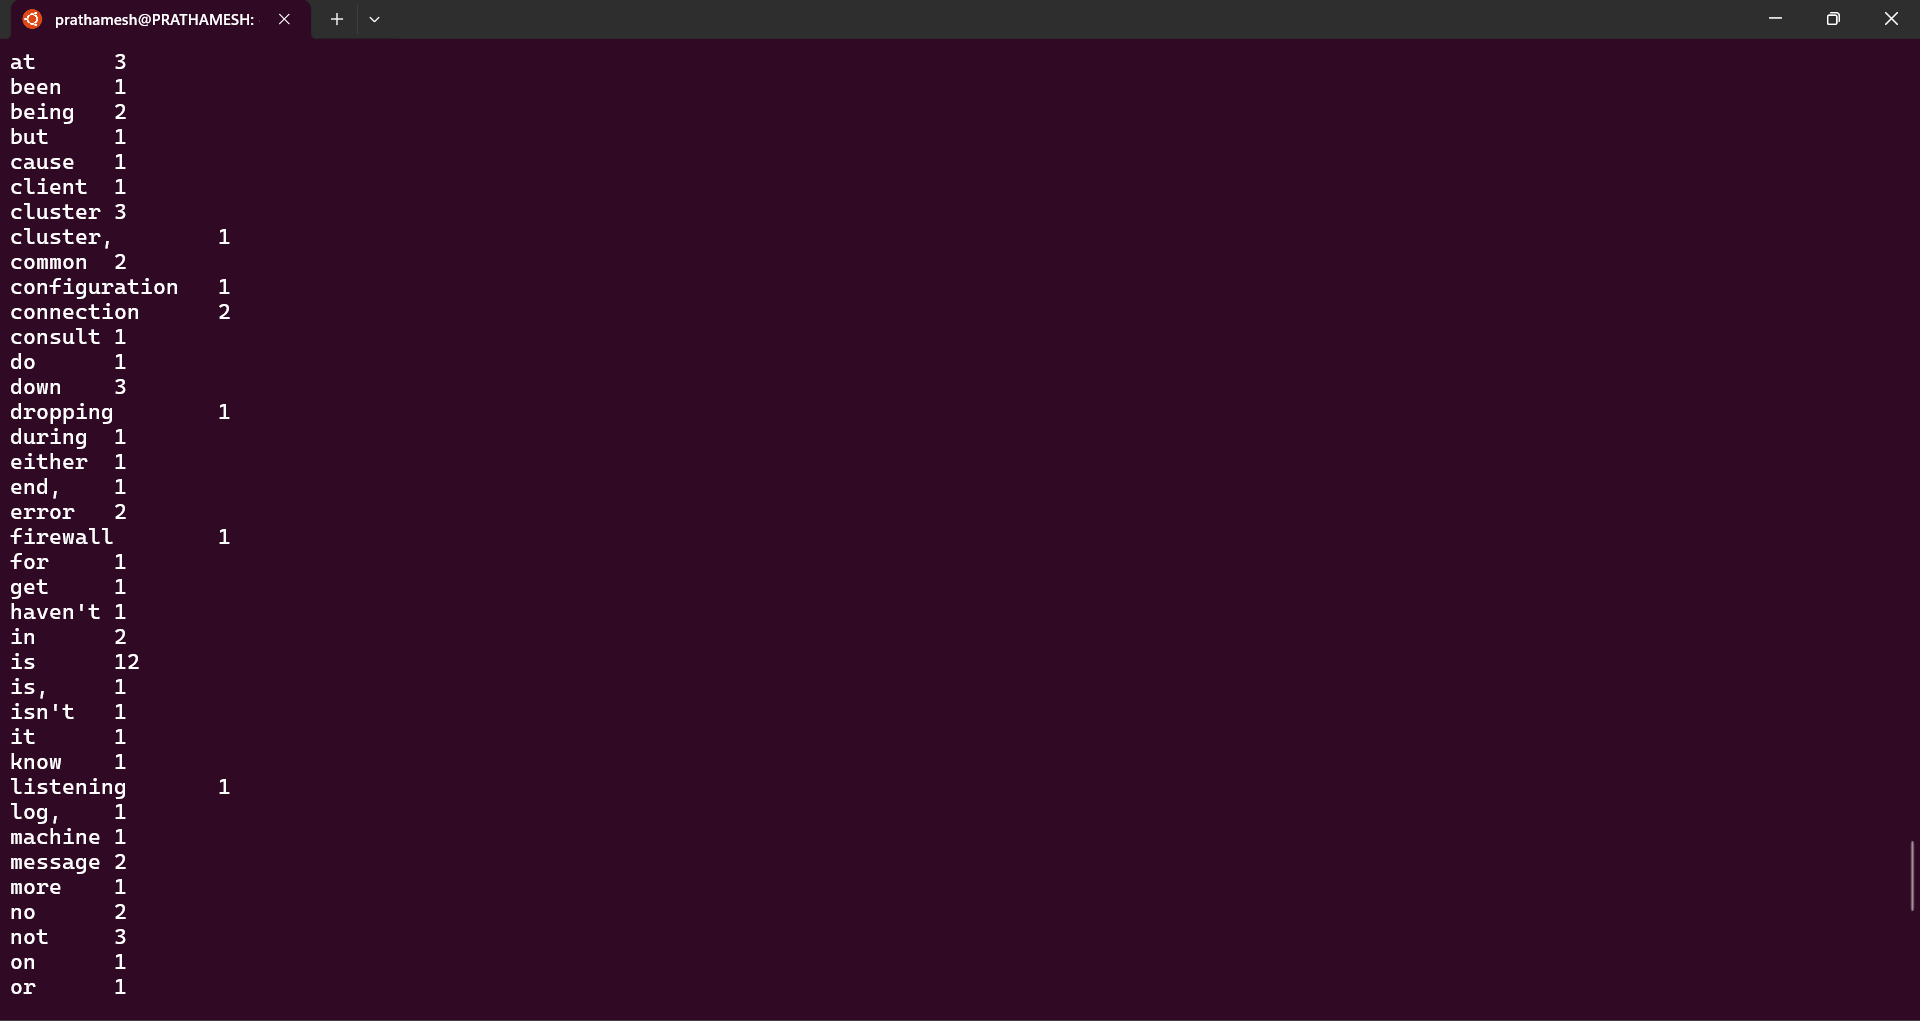 prathamesh@PRATHAMESH:
at 3
been 1
being 2
but 1
cause 1
client 1
cluster 3
cluster, 1
common 2
configuration 1
connection 2
consult 1
do 1
down 3
dropping 1
during 1
either 1
end, 1
error 2
firewall 1
for 1
get 1
haven't 1
in 2
is 12
is, 1
isn't 1
it 1
know 1
listening 1
log, 1
machine 1
message 2
more 1
no 2
not 3
on 1
or 1